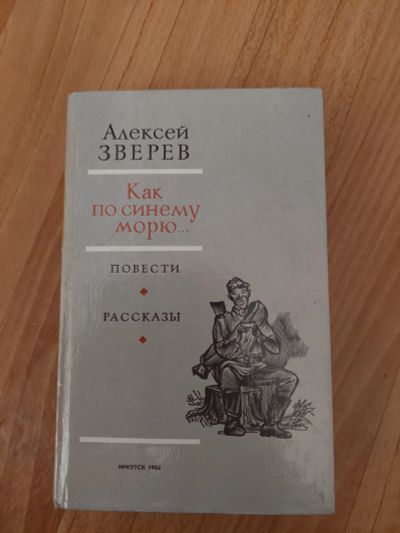 Алексей
ЗВЕРЕВ
Как
по синему
морю...
ПОВЕСТИ
РАССКАЗЫ
ИРКУТСК 1984